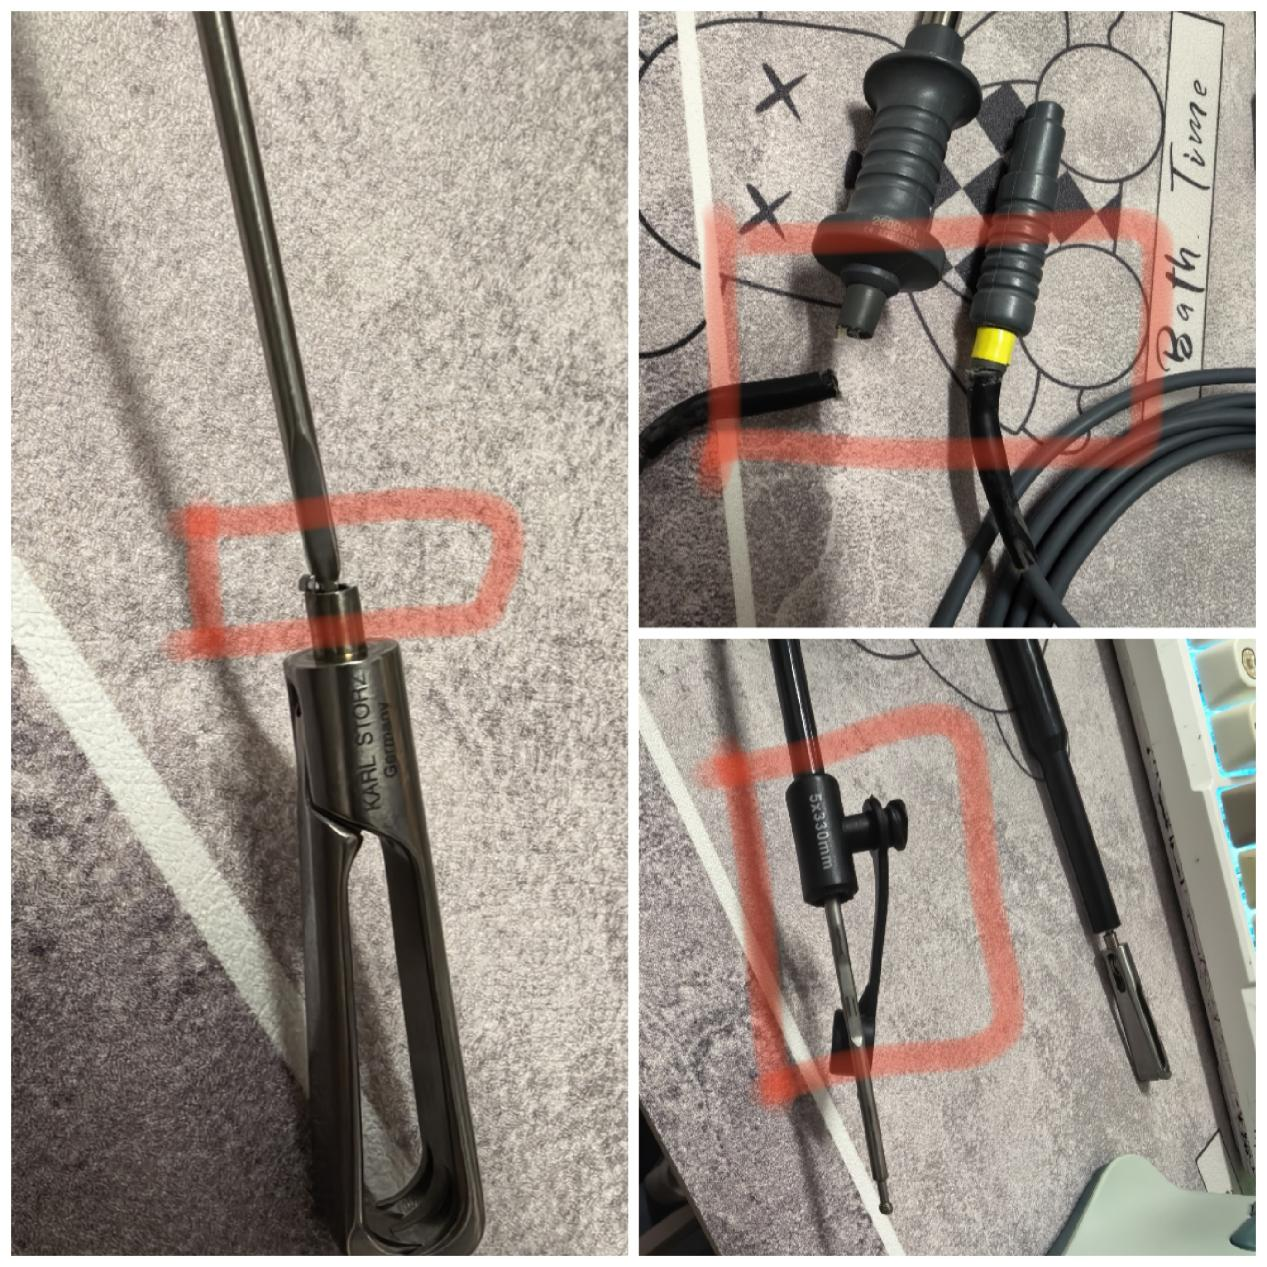 KARL STORZ
Germany
Bath Time
5x330mm